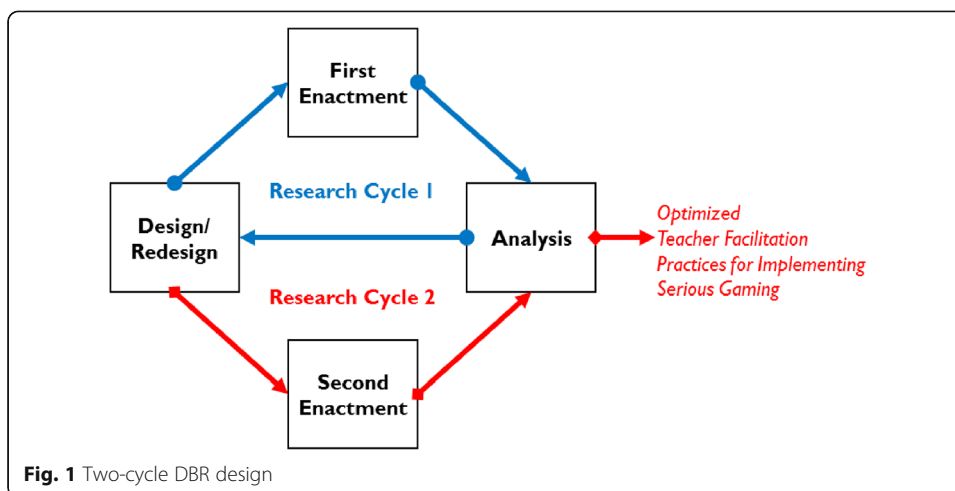 First
Enactment
Research Cycle 1
Design/
Redesign
Analysis
Optimized
Teacher Facilitation
Practices for Implementing
Serious Gaming
Research Cycle 2
Second
Enactment
Fig. 1 Two-cycle DBR design